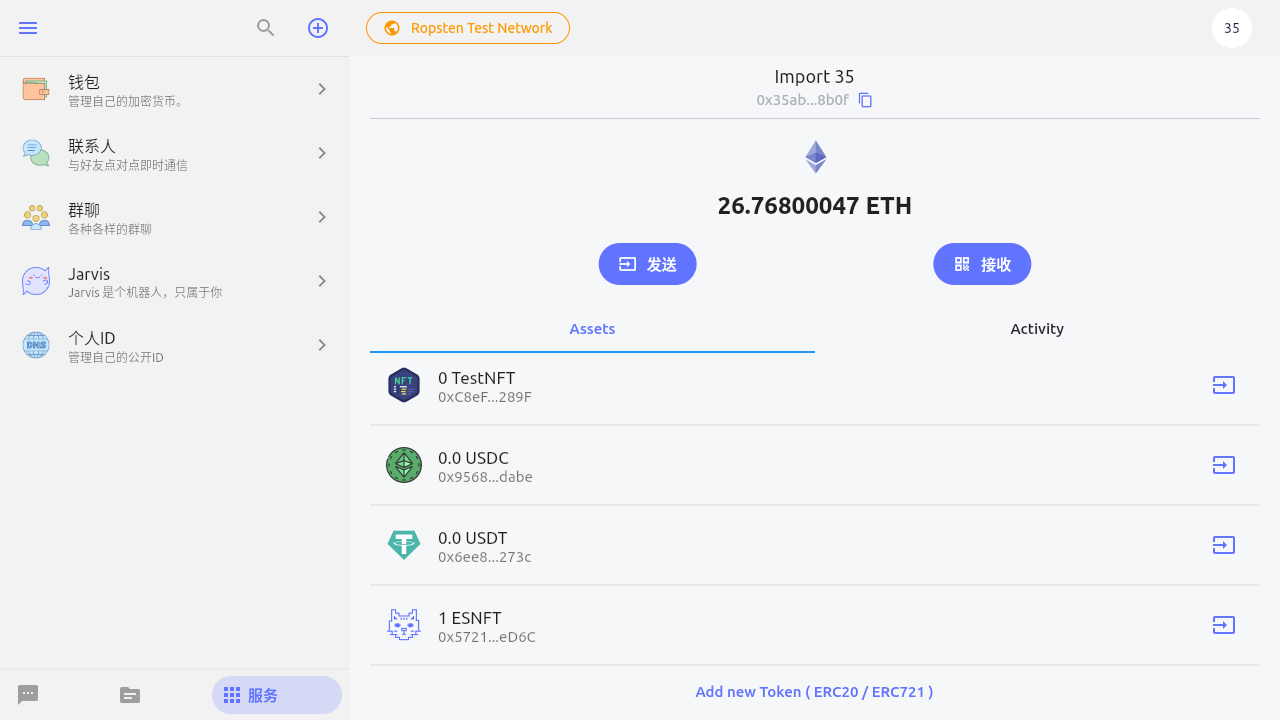 钱包
管理自己的加密货币。
联系人
与好友点对点即时通信
群聊
各种各样的群聊
Jarvis
Jarvis 是个机器人，只属于你
DNS
个人ID
管理自己的公开ID
服务
Ropsten Test Network
35
Import 35
0x35ab...8b0f
26.76800047 ETH
发送
接收
Assets
Activity
NFT
0 TestNFT
0xC8eF...289F
0.0 USDC
0x9568...dabe
0.0 USDT
0x6ee8...273c
1 ESNFT
0x5721...eD6C
Add new Token ( ERC20 / ERC721 )